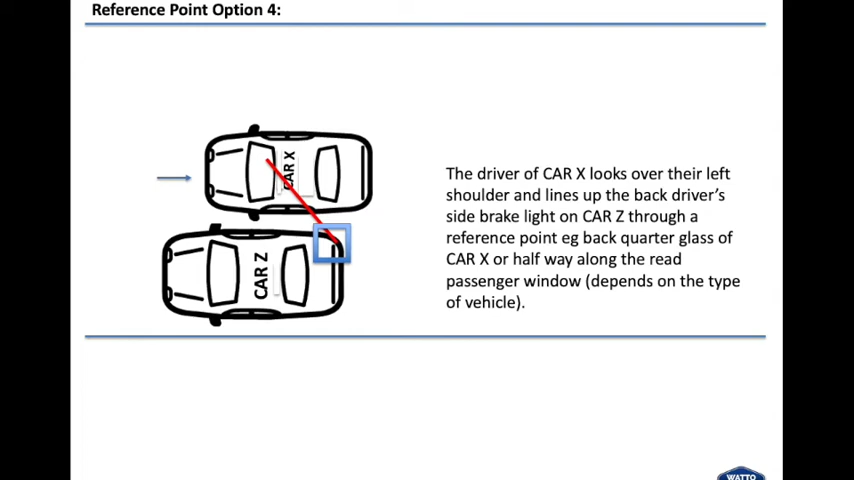 Reference Point Option 4:
CAR X
CAR Z
The driver of CAR X looks over their left
shoulder and lines up the back driver's
side brake light on CAR Z through a
reference point eg back quarter glass of
CAR X or half way along the read
passenger window (depends on the type
of vehicle).
WATTO